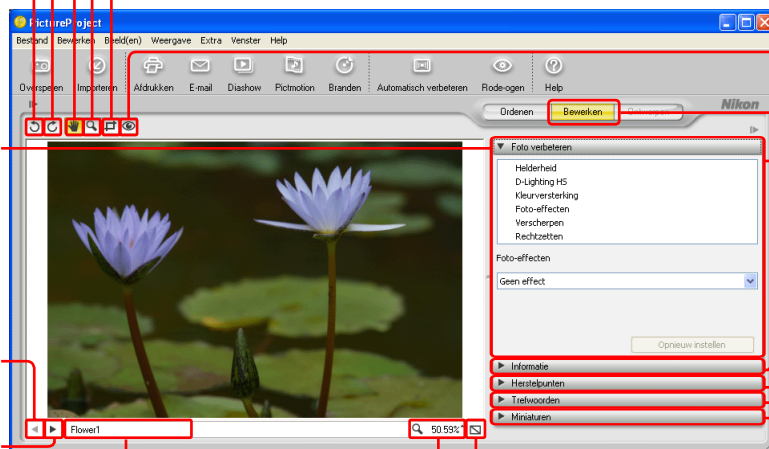 PictureProject
Bestand Bewerken Beeld(en) Weergave Extra Venster Help
Overspelen Importeren Afdrukken E-mail Diashow Pictmotion Branden Automatisch verbeteren Rode-ogen Help
Nikon
Ordenen Bewerken Ontwerpen
Foto verbeteren
Helderheid
D-Lighting HS
Kleurversterking
Foto-effecten
Verscherpen
Rechtzetten
Foto-effecten
Geen effect
Opnieuw instellen
Informatie
Herstelpunten
Trefwoorden
Miniaturen
Flower1 50.59%